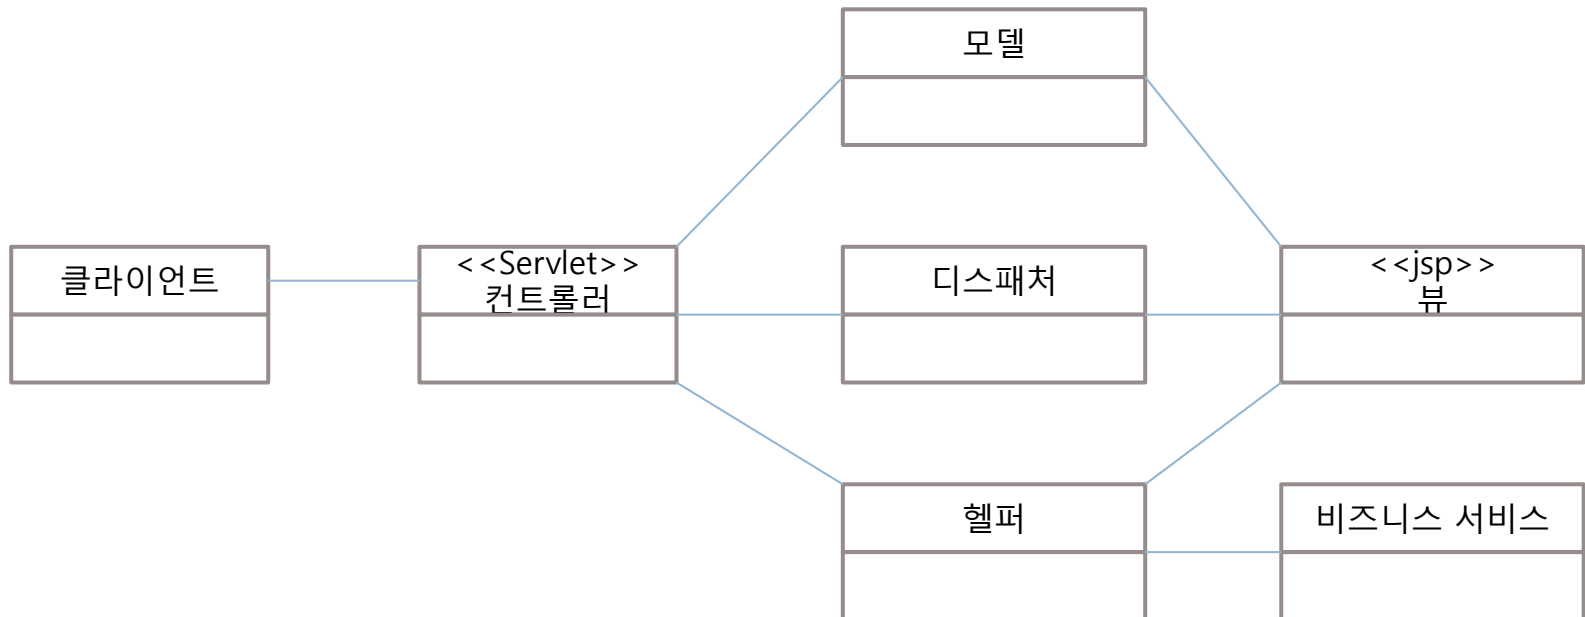 모델
클라이언트
<<Servlet>>
컨트롤러
디스패처
<<jsp>>
뷰
헬퍼
비즈니스 서비스